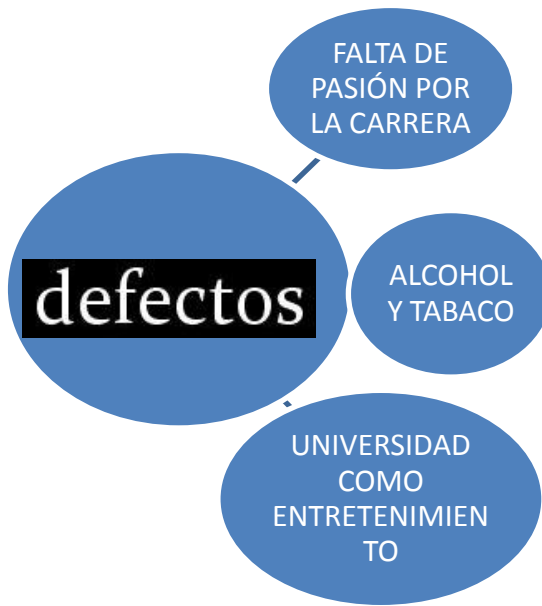 FALTA DE
PASIÓN POR
LA CARRERA
defectos
ALCOHOL
Y TABACO
UNIVERSIDAD
COMO
ENTRETENIMIEN
TO